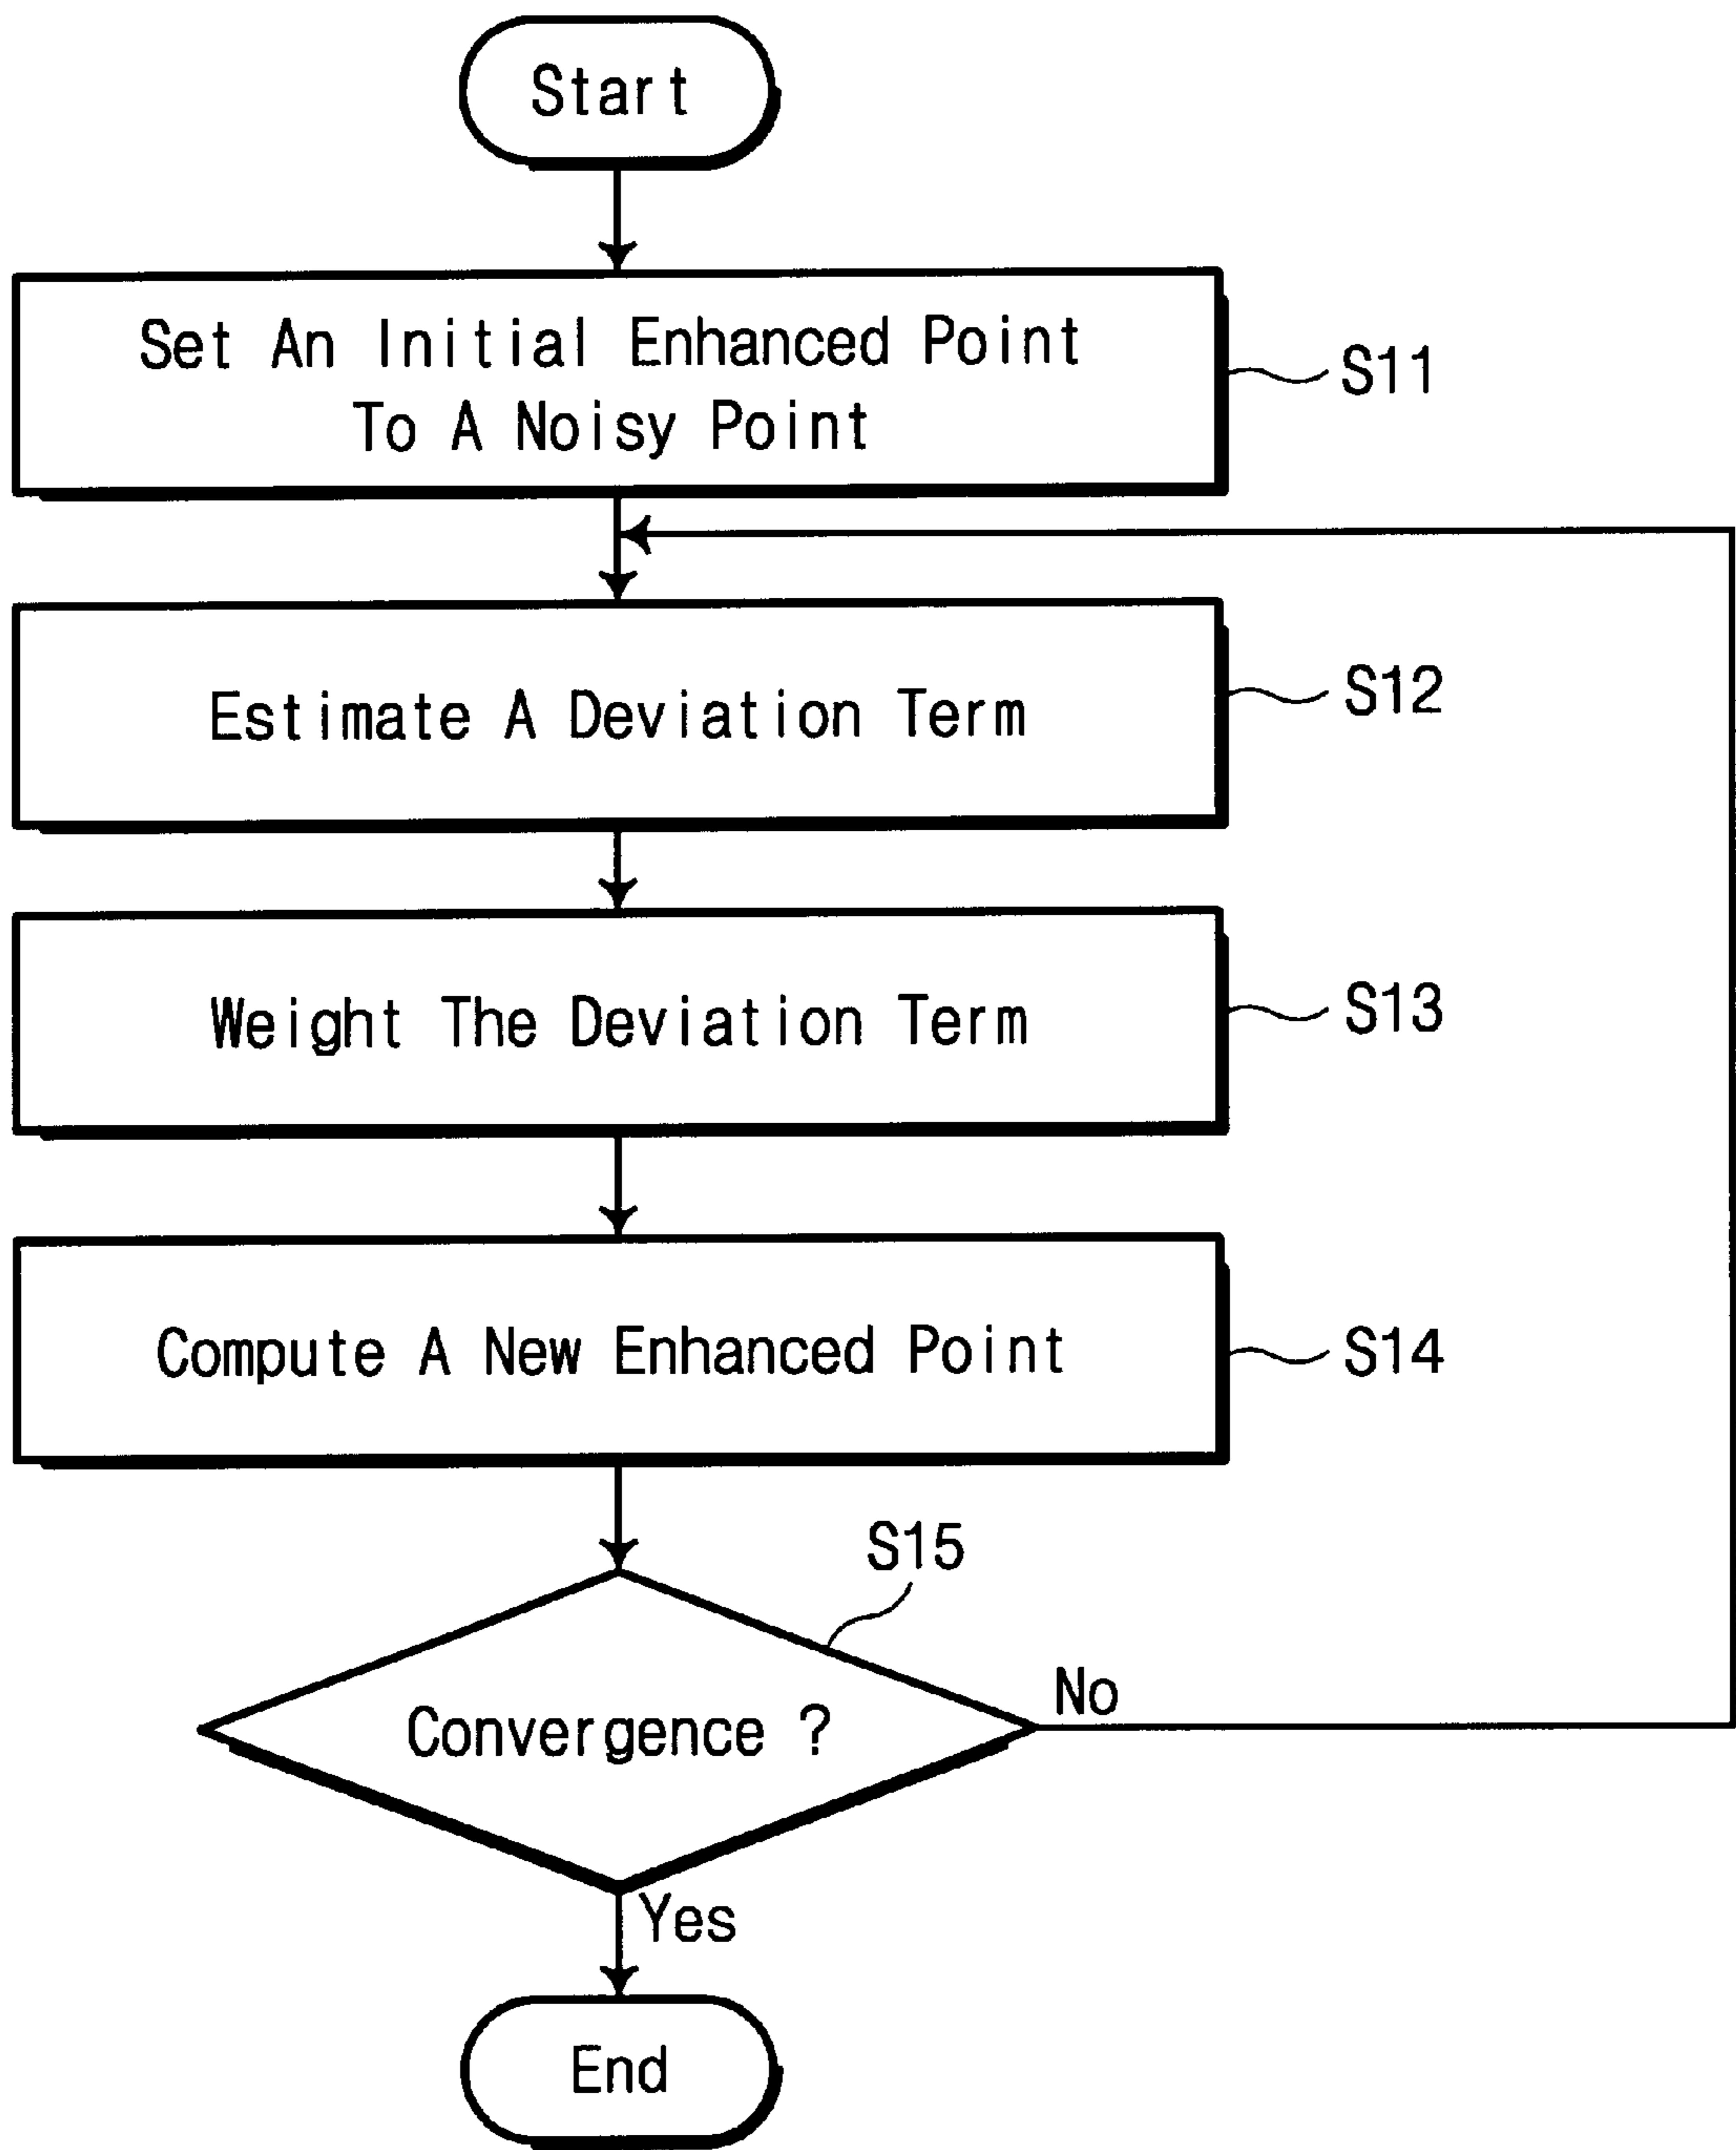 Start
Set An Initial Enhanced Point
To A Noisy Point
S11
Estimate A Deviation Term
S12
Weight The Deviation Term
S13
Compute A New Enhanced Point
S14
S15
Convergence ?
No
Yes
End